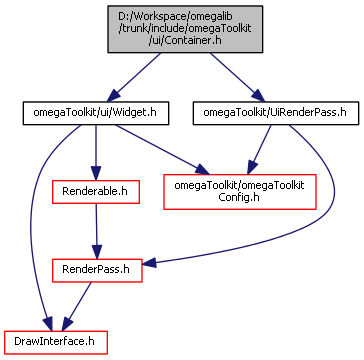 D:/Workspace/omegalib
/trunk/include/omegaToolkit
/ui/Container.h
omegaToolkit/ui/Widget.h
omegaToolkit/UiRenderPass.h
Renderable.h
omegaToolkit/omegaToolkit
Config.h
RenderPass.h
DrawInterface.h